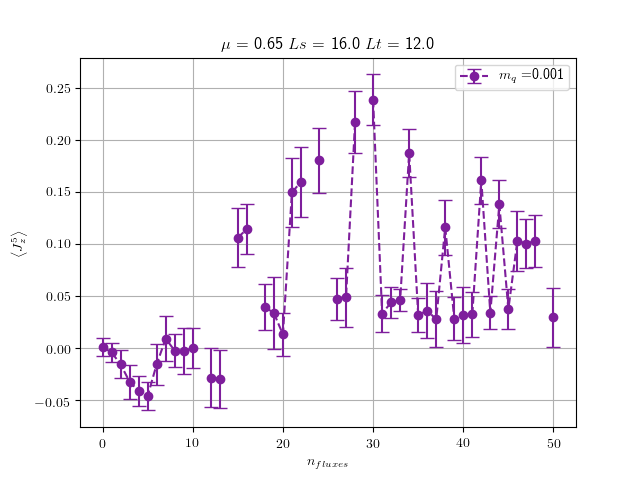 μ = 0.65 Ls = 16.0 Lt = 12.0
m_q =0.001
0.25
0.20
0.15
0.10
0.05
0.00
−0.05
⟨J_z^5⟩
0 10 20 30 40 50
n_fluxes